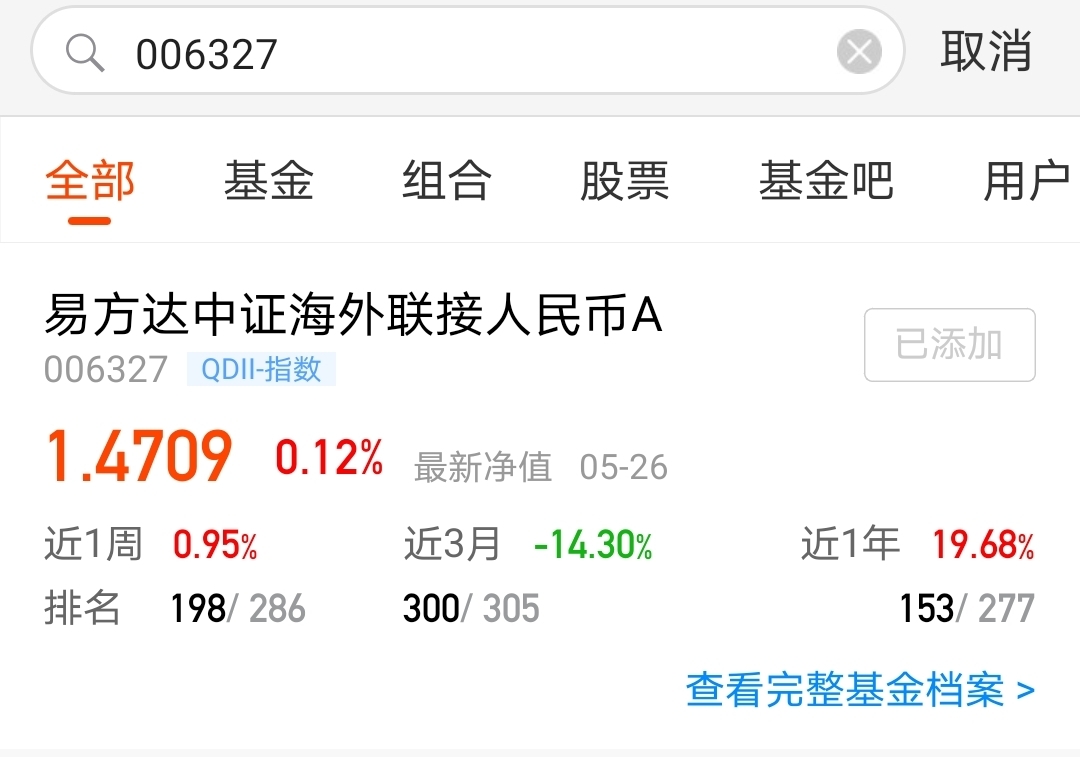 006327 取消
全部 基金 组合 股票 基金吧 用户
易方达中证海外联接人民币A
已添加
006327 QDII-指数
1.4709 0.12% 最新净值 05-26
近1周 0.95% 近3月 -14.30% 近1年 19.68%
排名 198/ 286 300/ 305 153/ 277
查看完整基金档案 >